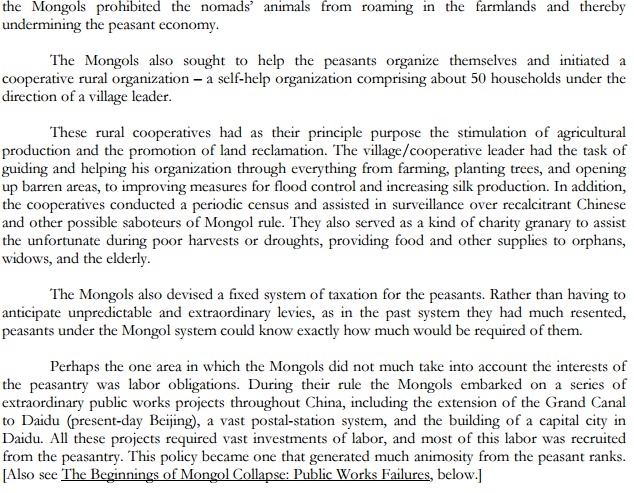 the Mongols prohibited the nomads' animals from roaming in the farmlands and thereby
undermining the peasant economy.
The Mongols also sought to help the peasants organize themselves and initiated a
cooperative rural organization – a self-help organization comprising about 50 households under the
direction of a village leader.
These rural cooperatives had as their principle purpose the stimulation of agricultural
production and the promotion of land reclamation. The village/cooperative leader had the task of
guiding and helping his organization through everything from farming, planting trees, and opening
up barren areas, to improving measures for flood control and increasing silk production. In addition,
the cooperatives conducted a periodic census and assisted in surveillance over recalcitrant Chinese
and other possible saboteurs of Mongol rule. They also served as a kind of charity granary to assist
the unfortunate during poor harvests or droughts, providing food and other supplies to orphans,
widows, and the elderly.
The Mongols also devised a fixed system of taxation for the peasants. Rather than having to
anticipate unpredictable and extraordinary levies, as in the past system they had much resented,
peasants under the Mongol system could know exactly how much would be required of them.
Perhaps the one area in which the Mongols did not much take into account the interests of
the peasantry was labor obligations. During their rule the Mongols embarked on a series of
extraordinary public works projects throughout China, including the extension of the Grand Canal
to Daidu (present-day Beijing), a vast postal-station system, and the building of a capital city in
Daidu. All these projects required vast investments of labor, and most of this labor was recruited
from the peasantry. This policy became one that generated much animosity from the peasant ranks.
[Also see The Beginnings of Mongol Collapse: Public Works Failures, below.]